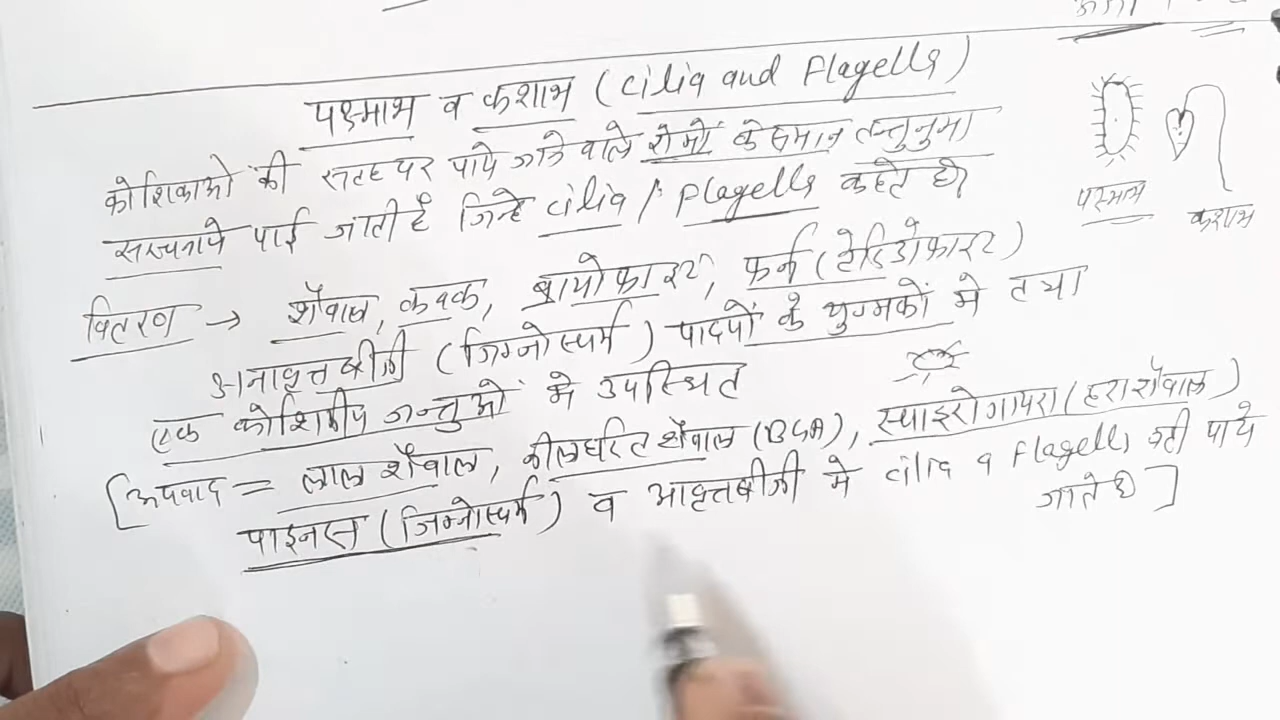 पक्ष्माभ व कशाभ (Cilia and Flagella)
कोशिकाओ की सतह पर पाये जाने वाले रोमों के समान तन्तुनुमा
सरंचनाये पाई जाती है जिन्हे cilia / flagella कहते है।
पक्ष्माभ
कशाभ
वितरण → शैवाल, कवक, ब्रायोफाइट, फर्न (टेरिडोफाइट)
अनावृत्तबीजी (जिम्नोस्पर्म) पादपों के युग्मकों मे तथा
एक कोशिकीय जन्तुओं मे उपस्थित
[अपवाद = लाल शैवाल, नीलहरित शैवाल (BGA), स्पाइरोगायरा (हरा शैवाल)
पाइनस (जिम्नोस्पर्म) व आवृत्तबीजी मे cilia व flagella नही पाये
जाते है]